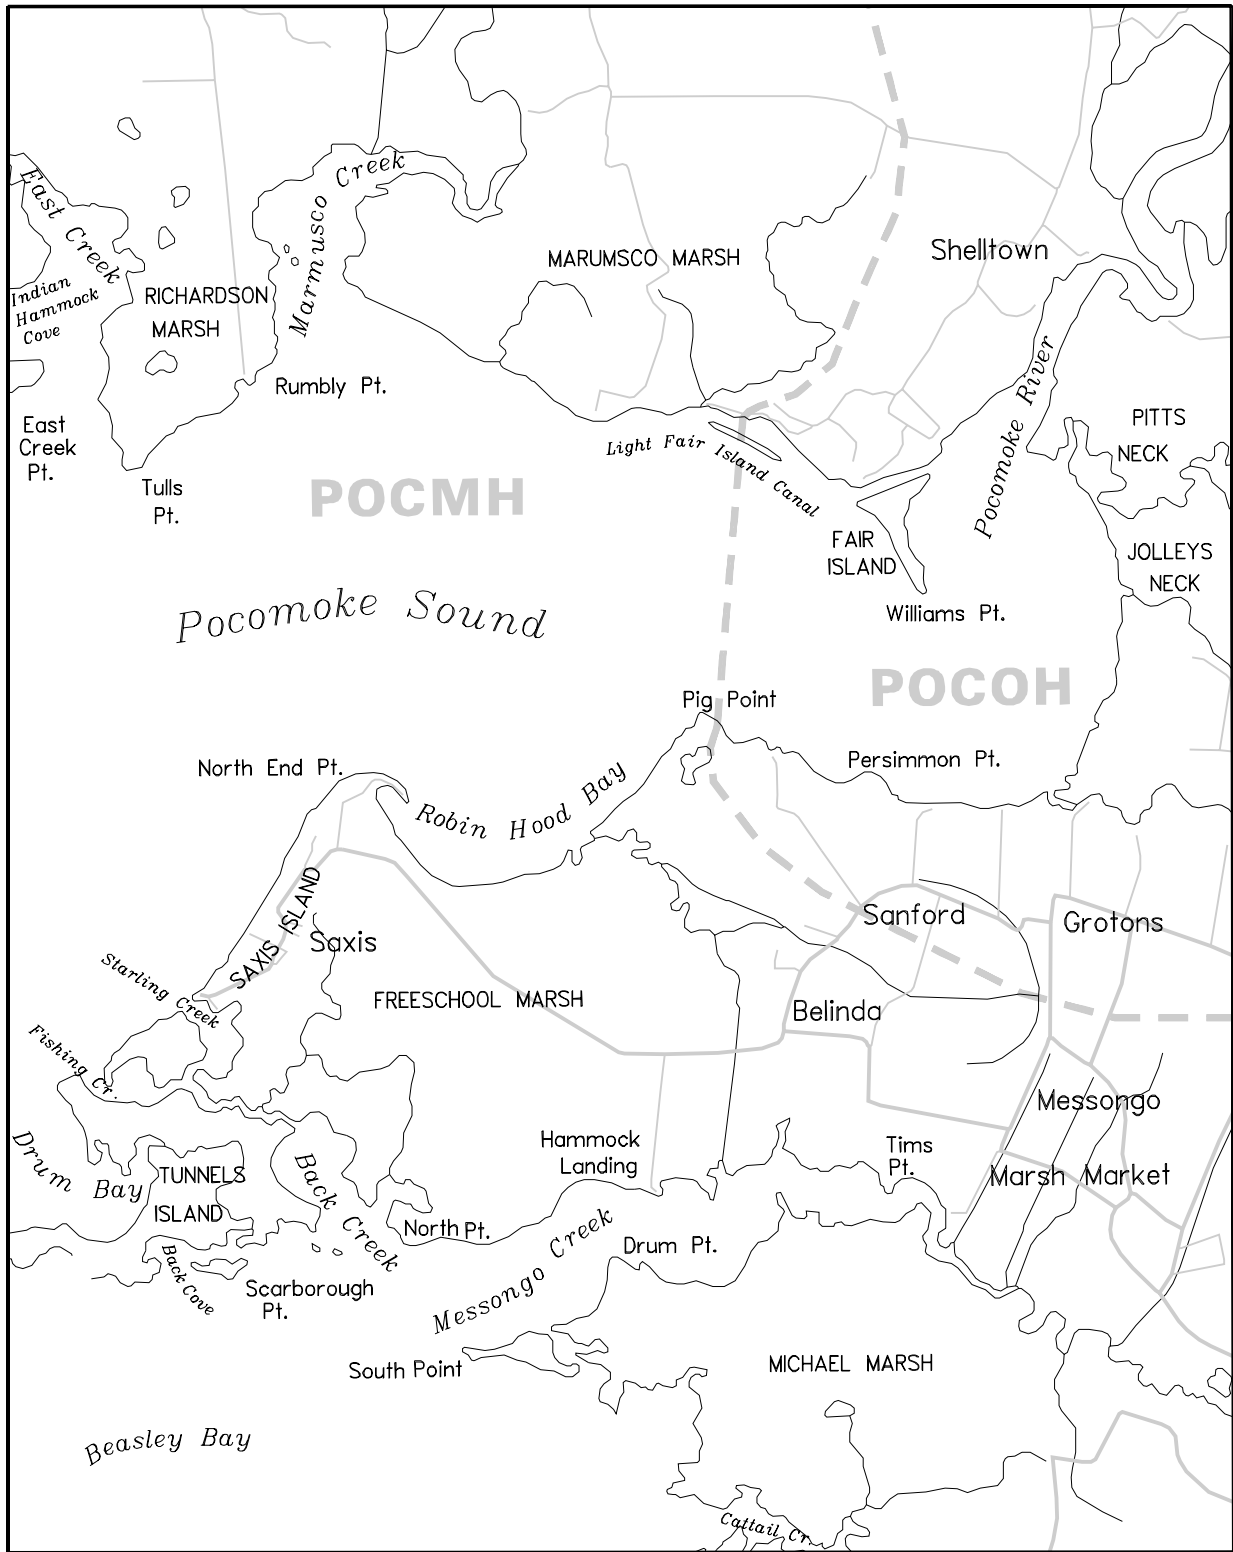 Marmusco Creek
East Creek
MARUMSCO MARSH
Shelltown
Indian
Hammock
Cove
RICHARDSON
MARSH
Rumbly Pt.
Pocomoke River
East
Creek
Pt.
PITTS
NECK
Light Fair Island Canal
Tulls
Pt.
POCMH
FAIR
ISLAND
JOLLEYS
NECK
Williams Pt.
Pocomoke Sound
POCOH
Pig Point
North End Pt.
Persimmon Pt.
Robin Hood Bay
SAXIS ISLAND
Saxis
Sanford
Grotons
Starling Creek
FREESCHOOL MARSH
Belinda
Fishing Cr.
Messongo
Drum Bay
Hammock
Landing
Tims
Pt.
TUNNELS
ISLAND
Back Creek
Marsh Market
North Pt.
Messongo Creek
Drum Pt.
Back Cove
Scarborough
Pt.
South Point
MICHAEL MARSH
Beasley Bay
Cattail Cr.